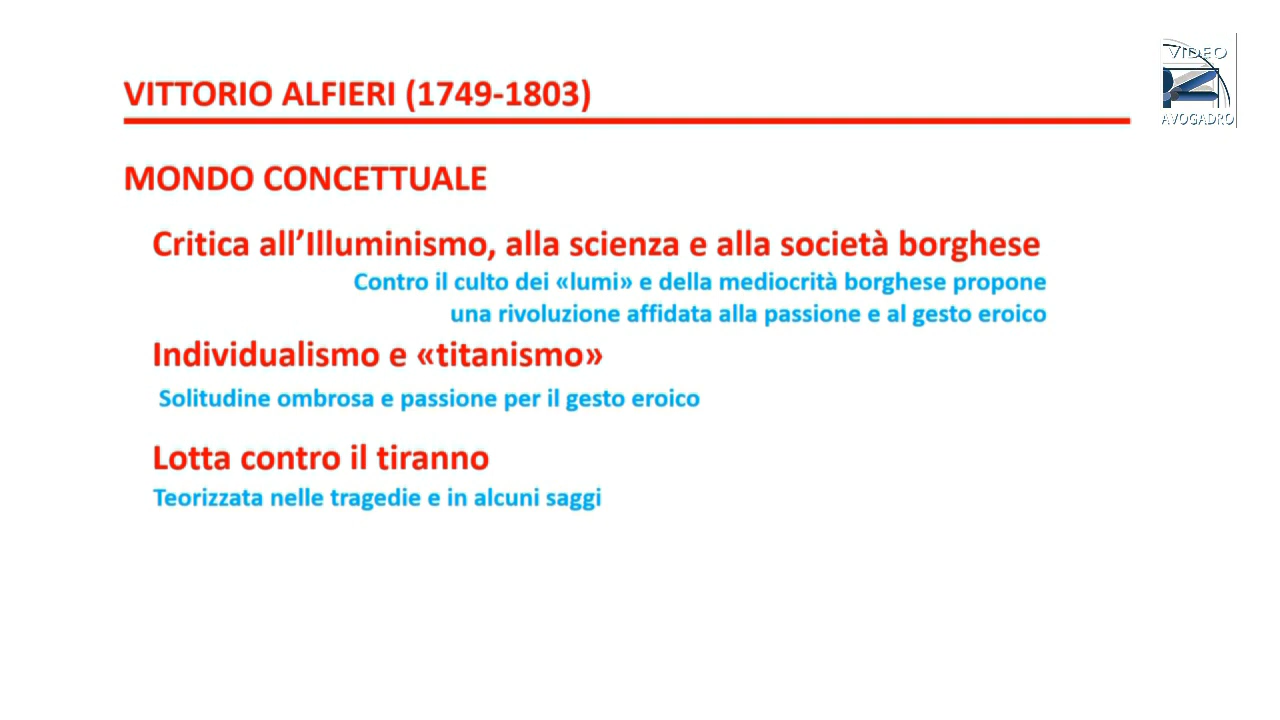 VIDEO
AVOGADRO
VITTORIO ALFIERI (1749-1803)
MONDO CONCETTUALE
Critica all’Illuminismo, alla scienza e alla società borghese
Contro il culto dei «lumi» e della mediocrità borghese propone
una rivoluzione affidata alla passione e al gesto eroico
Individualismo e «titanismo»
Solitudine ombrosa e passione per il gesto eroico
Lotta contro il tiranno
Teorizzata nelle tragedie e in alcuni saggi